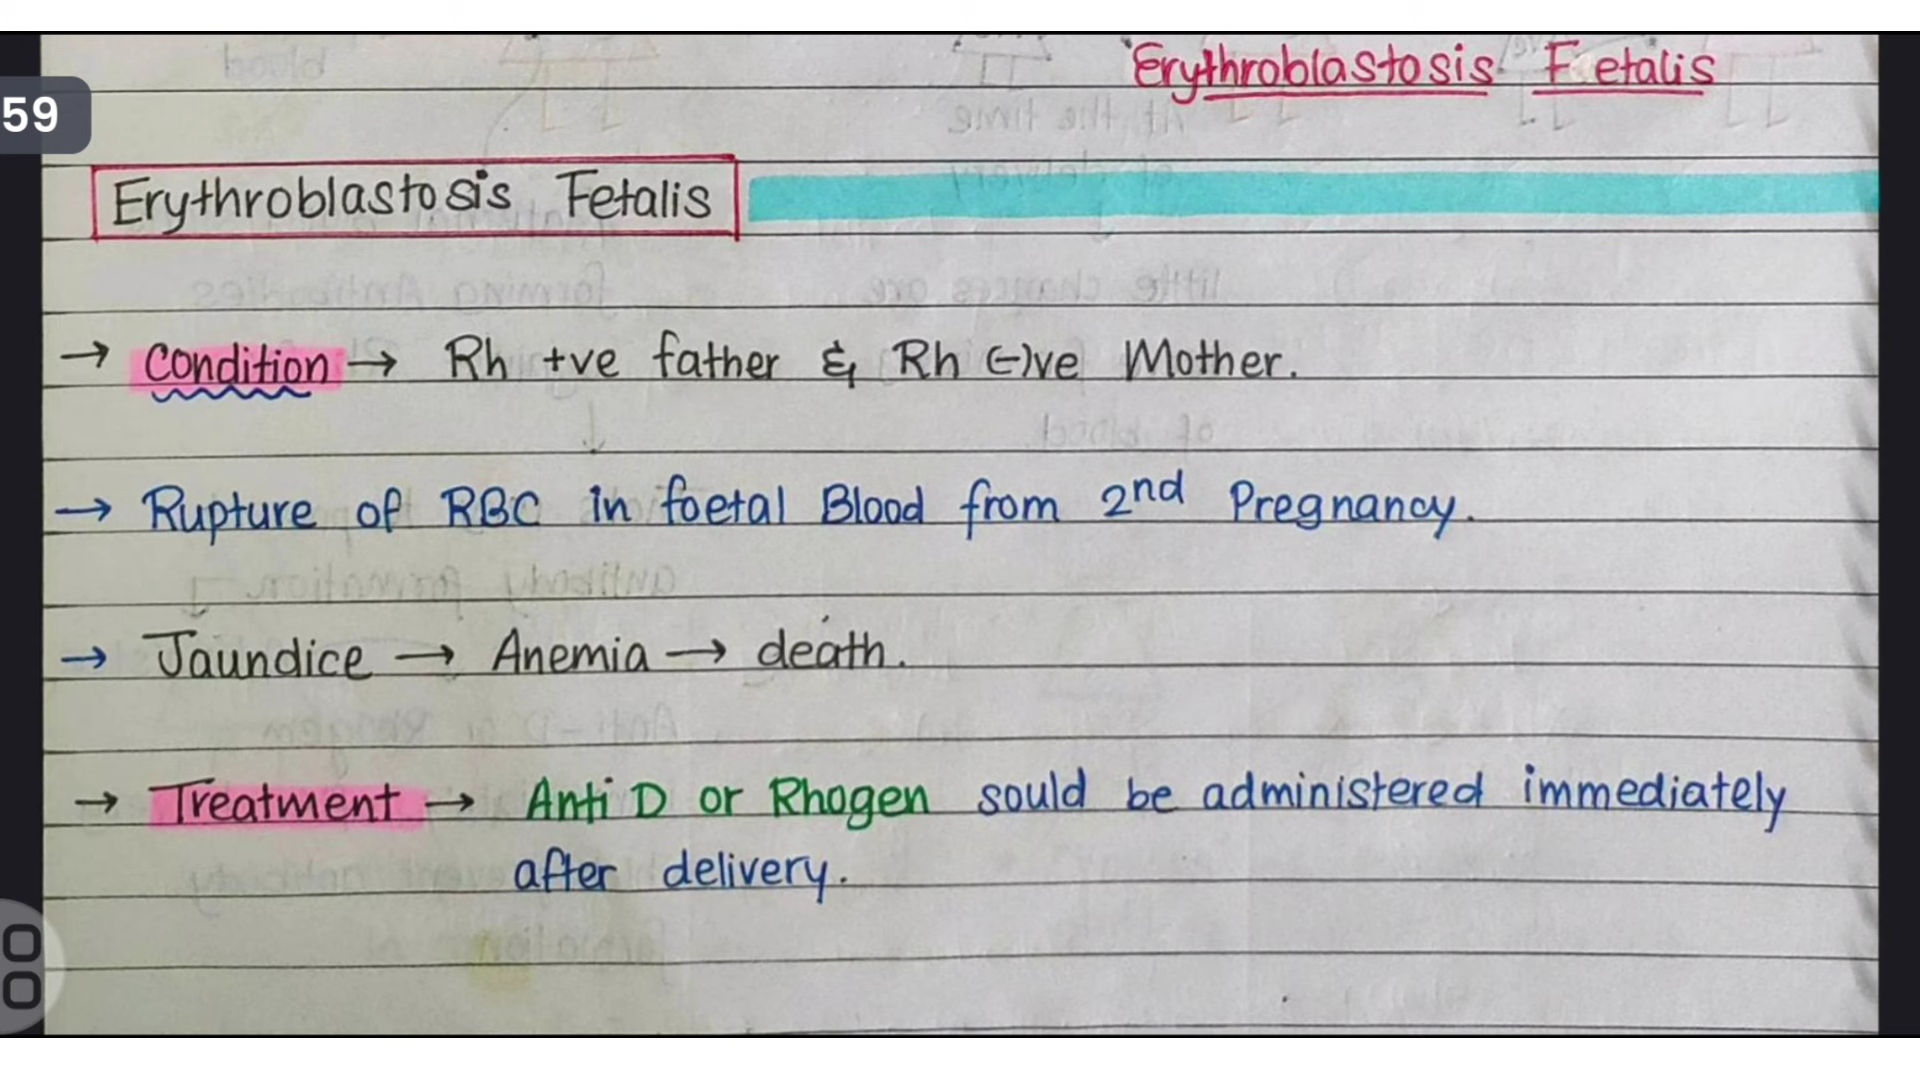 Erythroblastosis Fetalis
59
Erythroblastosis Fetalis
→ Condition → Rh +ve father & Rh (-)ve Mother.
→ Rupture of RBC in foetal Blood from 2nd Pregnancy.
→ Jaundice → Anemia → death.
→ Treatment → Anti D or Rhogen sould be administered immediately
after delivery.